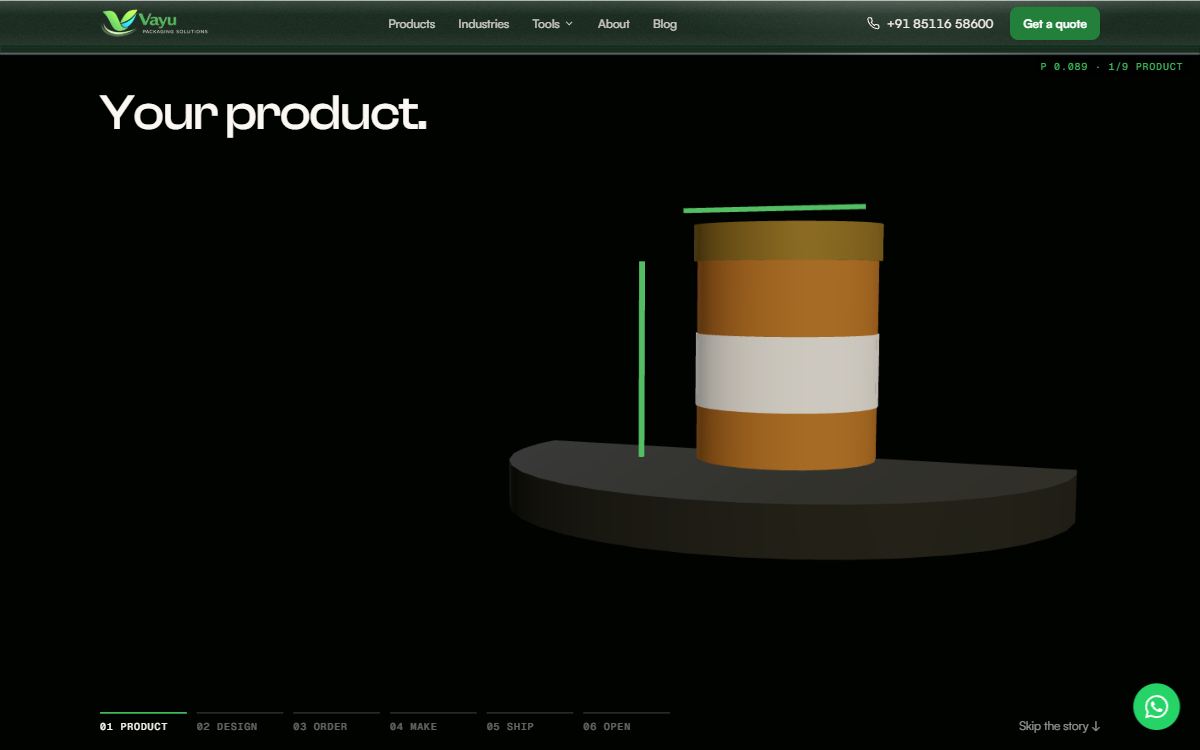 Vayu
PACKAGING SOLUTIONS
Products
Industries
Tools
About
Blog
+91 85116 58600
Get a quote
P 0.089 · 1/9 PRODUCT
Your product.
01 PRODUCT
02 DESIGN
03 ORDER
04 MAKE
05 SHIP
06 OPEN
Skip the story ↓